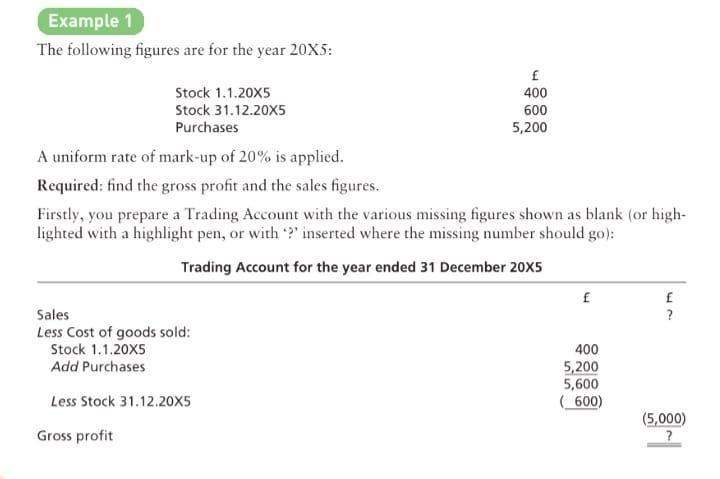 Example 1
The following figures are for the year 20X5:
£
Stock 1.1.20X5 400
Stock 31.12.20X5 600
Purchases 5,200
A uniform rate of mark-up of 20% is applied.
Required: find the gross profit and the sales figures.
Firstly, you prepare a Trading Account with the various missing figures shown as blank (or high-
lighted with a highlight pen, or with ‘?’ inserted where the missing number should go):
Trading Account for the year ended 31 December 20X5
£ £
Sales ?
Less Cost of goods sold:
Stock 1.1.20X5 400
Add Purchases 5,200
5,600
Less Stock 31.12.20X5 ( 600)
(5,000)
Gross profit ?